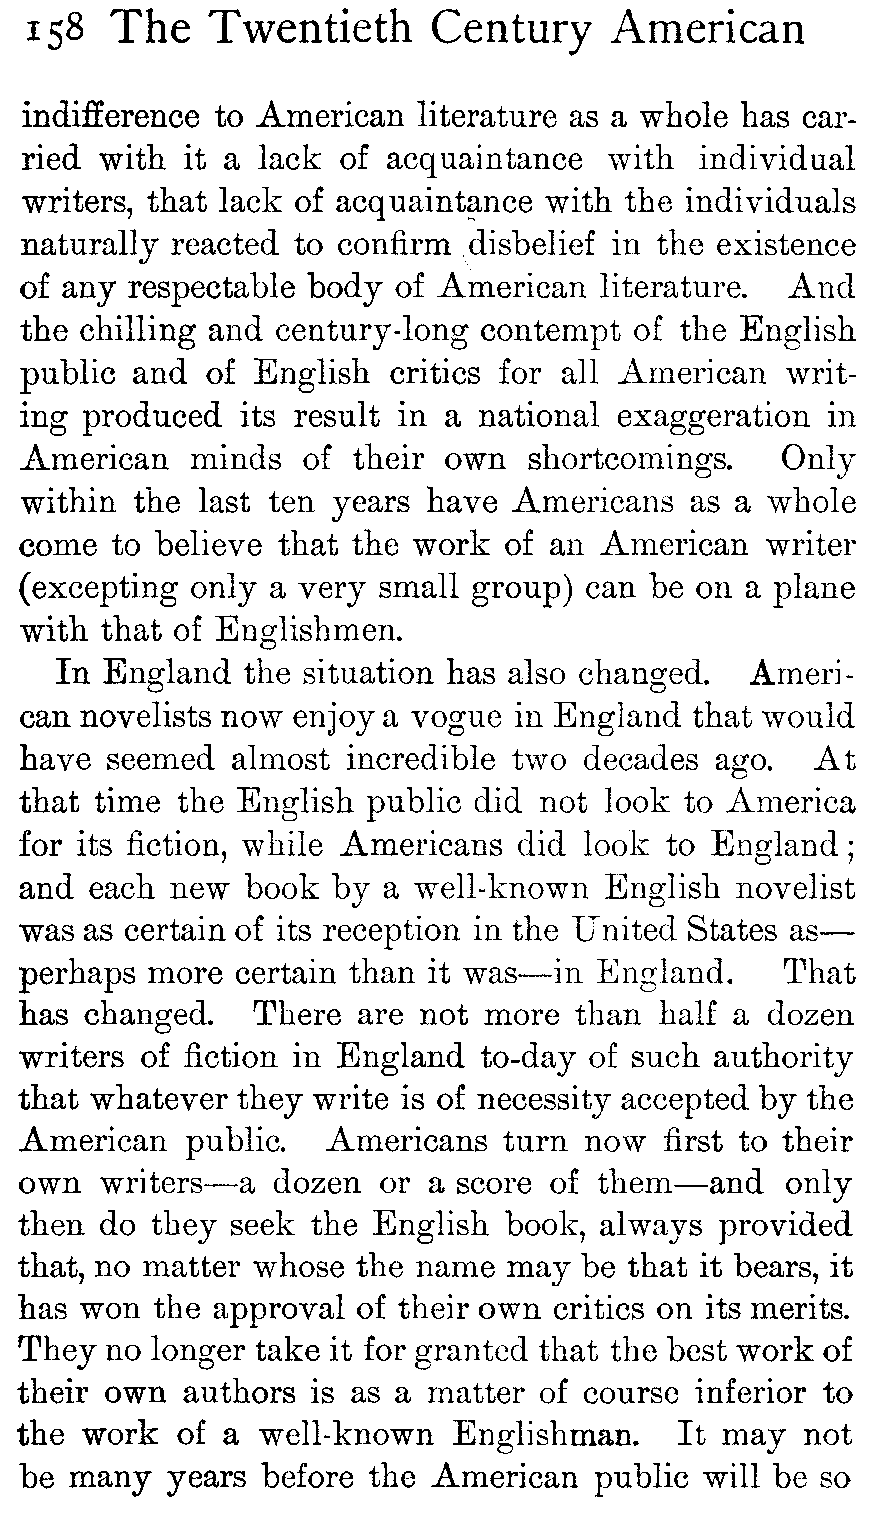 158 The Twentieth Century American
indifference to American literature as a whole has car-
ried with it a lack of acquaintance with individual
writers, that lack of acquaintance with the individuals
naturally reacted to confirm disbelief in the existence
of any respectable body of American literature. And
the chilling and century-long contempt of the English
public and of English critics for all American writ-
ing produced its result in a national exaggeration in
American minds of their own shortcomings. Only
within the last ten years have Americans as a whole
come to believe that the work of an American writer
(excepting only a very small group) can be on a plane
with that of Englishmen.
In England the situation has also changed. Ameri-
can novelists now enjoy a vogue in England that would
have seemed almost incredible two decades ago. At
that time the English public did not look to America
for its fiction, while Americans did look to England;
and each new book by a well-known English novelist
was as certain of its reception in the United States as—
perhaps more certain than it was—in England. That
has changed. There are not more than half a dozen
writers of fiction in England to-day of such authority
that whatever they write is of necessity accepted by the
American public. Americans turn now first to their
own writers—a dozen or a score of them—and only
then do they seek the English book, always provided
that, no matter whose the name may be that it bears, it
has won the approval of their own critics on its merits.
They no longer take it for granted that the best work of
their own authors is as a matter of course inferior to
the work of a well-known Englishman. It may not
be many years before the American public will be so